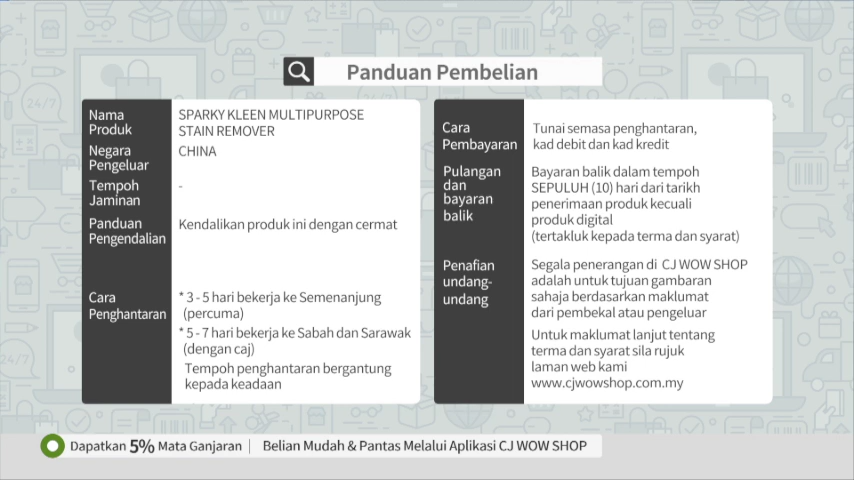 Panduan Pembelian
Nama
Produk
SPARKY KLEEN MULTIPURPOSE
STAIN REMOVER
Negara
Pengeluar
CHINA
Tempoh
Jaminan
-
Panduan
Pengendalian
Kendalikan produk ini dengan cermat
Cara
Penghantaran
* 3 - 5 hari bekerja ke Semenanjung
(percuma)
* 5 - 7 hari bekerja ke Sabah dan Sarawak
(dengan caj)
Tempoh penghantaran bergantung
kepada keadaan
Cara
Pembayaran
Tunai semasa penghantaran,
kad debit dan kad kredit
Pulangan
dan
bayaran
balik
Bayaran balik dalam tempoh
SEPULUH (10) hari dari tarikh
penerimaan produk kecuali
produk digital
(tertakluk kepada terma dan syarat)
Penafian
undang-
undang
Segala penerangan di CJ WOW SHOP
adalah untuk tujuan gambaran
sahaja berdasarkan maklumat
dari pembekal atau pengeluar
Untuk maklumat lanjut tentang
terma dan syarat sila rujuk
laman web kami
www.cjwowshop.com.my
Dapatkan 5% Mata Ganjaran | Belian Mudah & Pantas Melalui Aplikasi CJ WOW SHOP